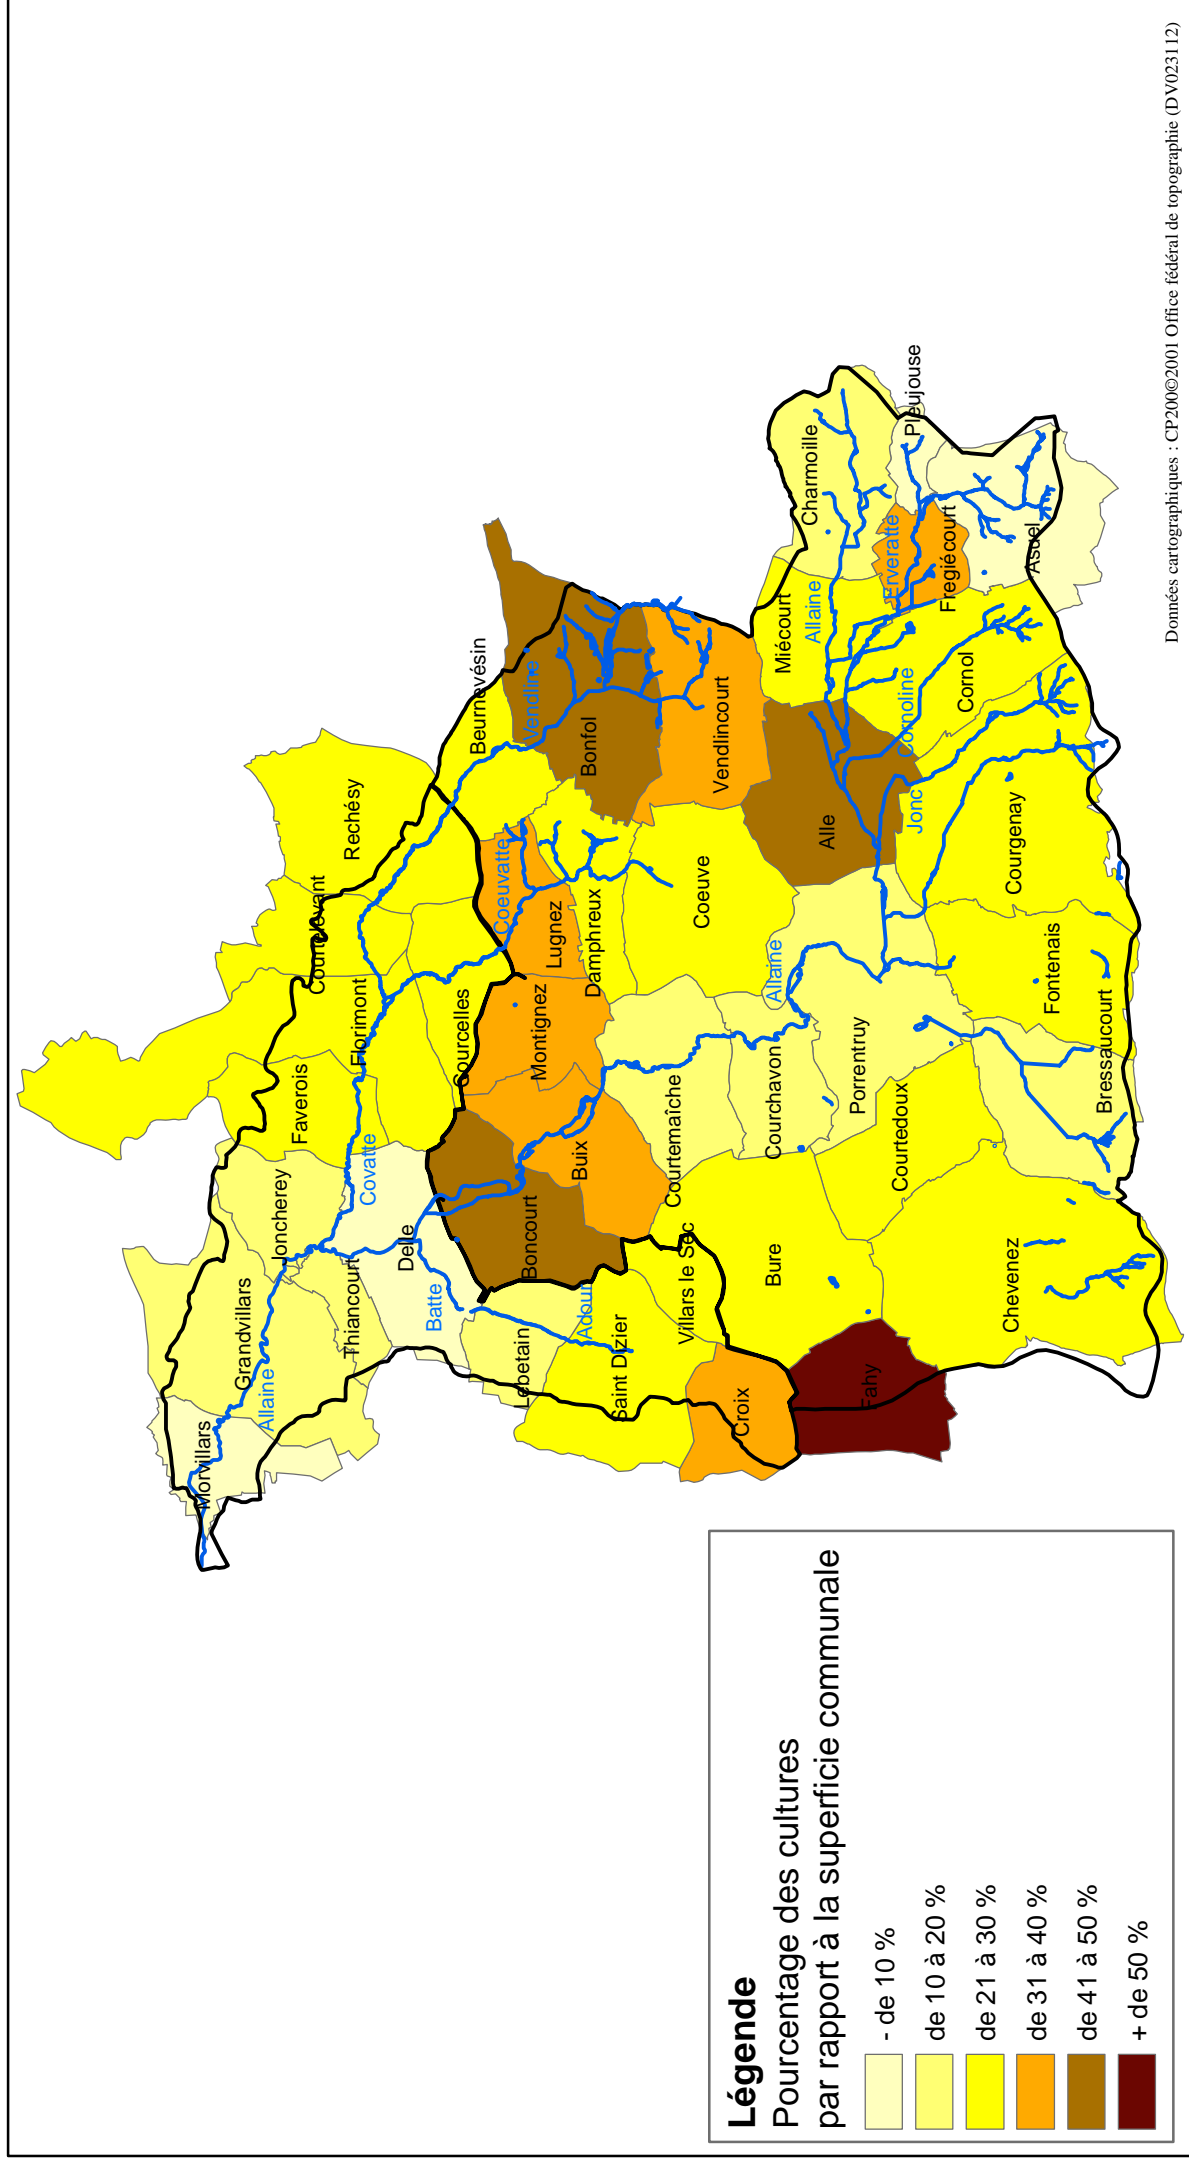 Morvillars
Allaine
Grandvillars
Joncherey
Thiancourt
Faverois
Covatte
Delle
Batte
Florimont
Courtelevant
Rechésy
Courcelles
Lebetain
Adour
Saint Dizier
Villars le Sec
Croix
Boncourt
Buix
Montignez
Lugnez
Coeuvatte
Damphreux
Beurnevésin
Vendline
Bonfol
Vendlincourt
Coeuve
Courtemaîche
Courchavon
Allaine
Porrentruy
Bure
Fahy
Courtedoux
Chevenez
Bressaucourt
Fontenais
Courgenay
Jonc
Alle
Cornoline
Cornol
Miécourt
Allaine
Charmoille
Erveratte
Fregiécourt
Pleujouse
Asuel
Légende
Pourcentage des cultures
par rapport à la superficie communale
- de 10 %
de 10 à 20 %
de 21 à 30 %
de 31 à 40 %
de 41 à 50 %
+ de 50 %
Données cartographiques : CP200©2001 Office fédéral de topographie (DV023112)